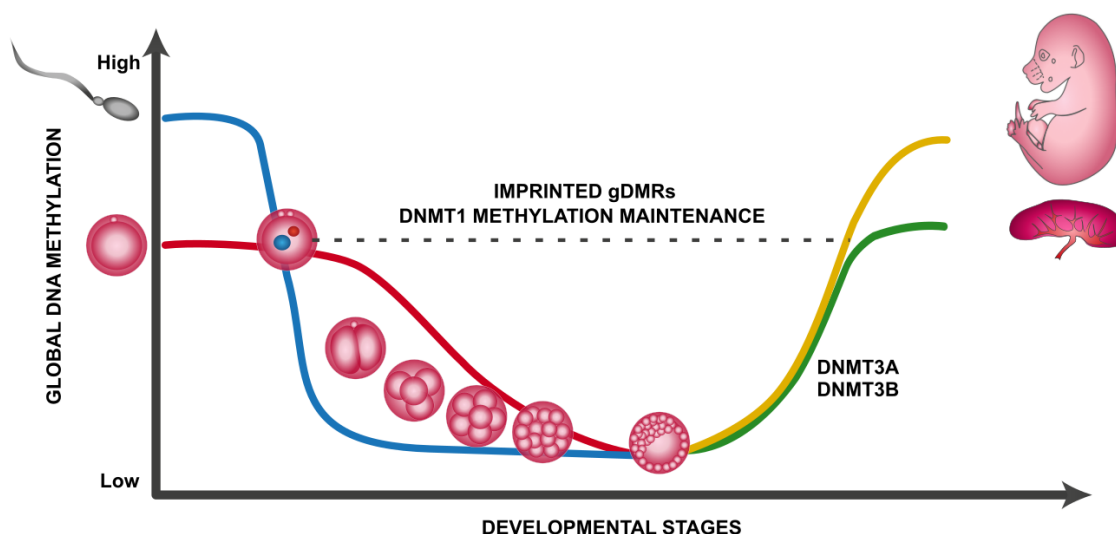 High
GLOBAL DNA METHYLATION
IMPRINTED gDMRs
DNMT1 METHYLATION MAINTENANCE
DNMT3A
DNMT3B
Low
DEVELOPMENTAL STAGES